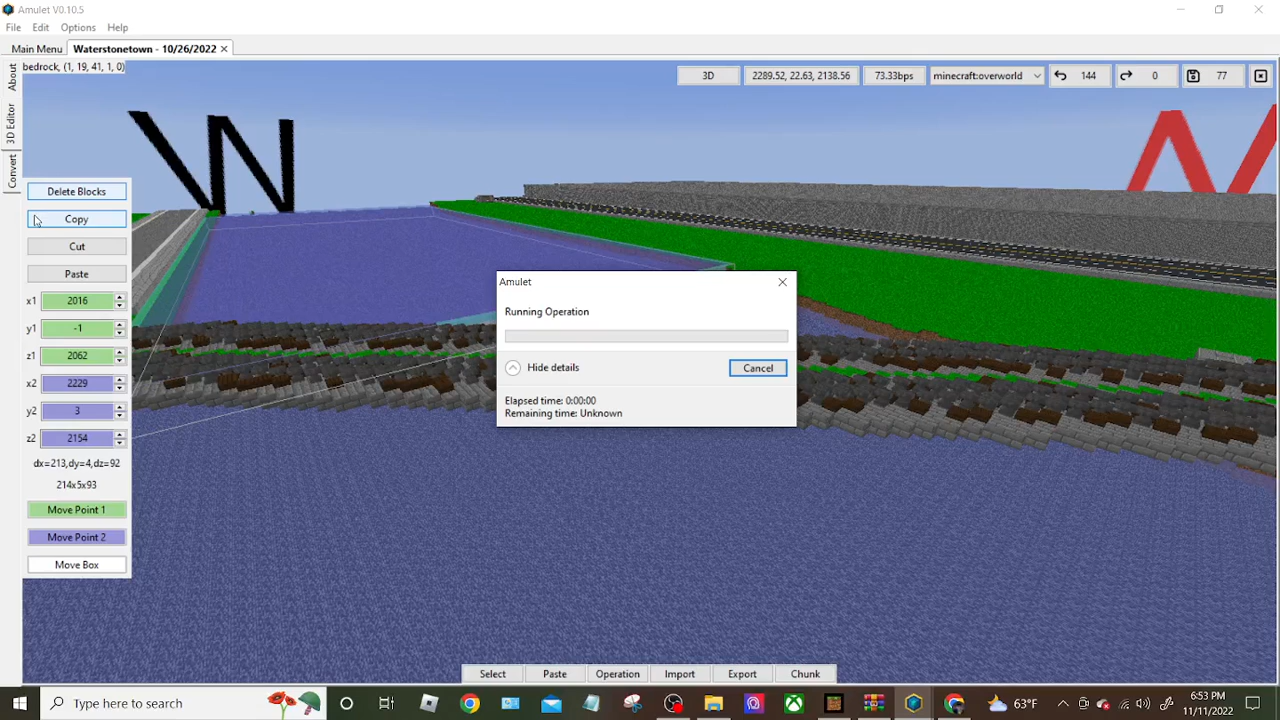 Amulet V0.10.5
File Edit Options Help
Main Menu Waterstonetown - 10/26/2022
bedrock, (1, 19, 41, 1, 0)
3D 2289.52, 22.63, 2138.56 73.33bps minecraft:overworld 144 0 77
About
3D Editor
Convert
Delete Blocks
Copy
Cut
Paste
x1 2016
y1 -1
z1 2062
x2 2229
y2 3
z2 2154
dx=213,dy=4,dz=92
214x5x93
Move Point 1
Move Point 2
Move Box
Amulet
Running Operation
Hide details Cancel
Elapsed time: 0:00:00
Remaining time: Unknown
Select Paste Operation Import Export Chunk
Type here to search
63°F
6:53 PM
11/11/2022